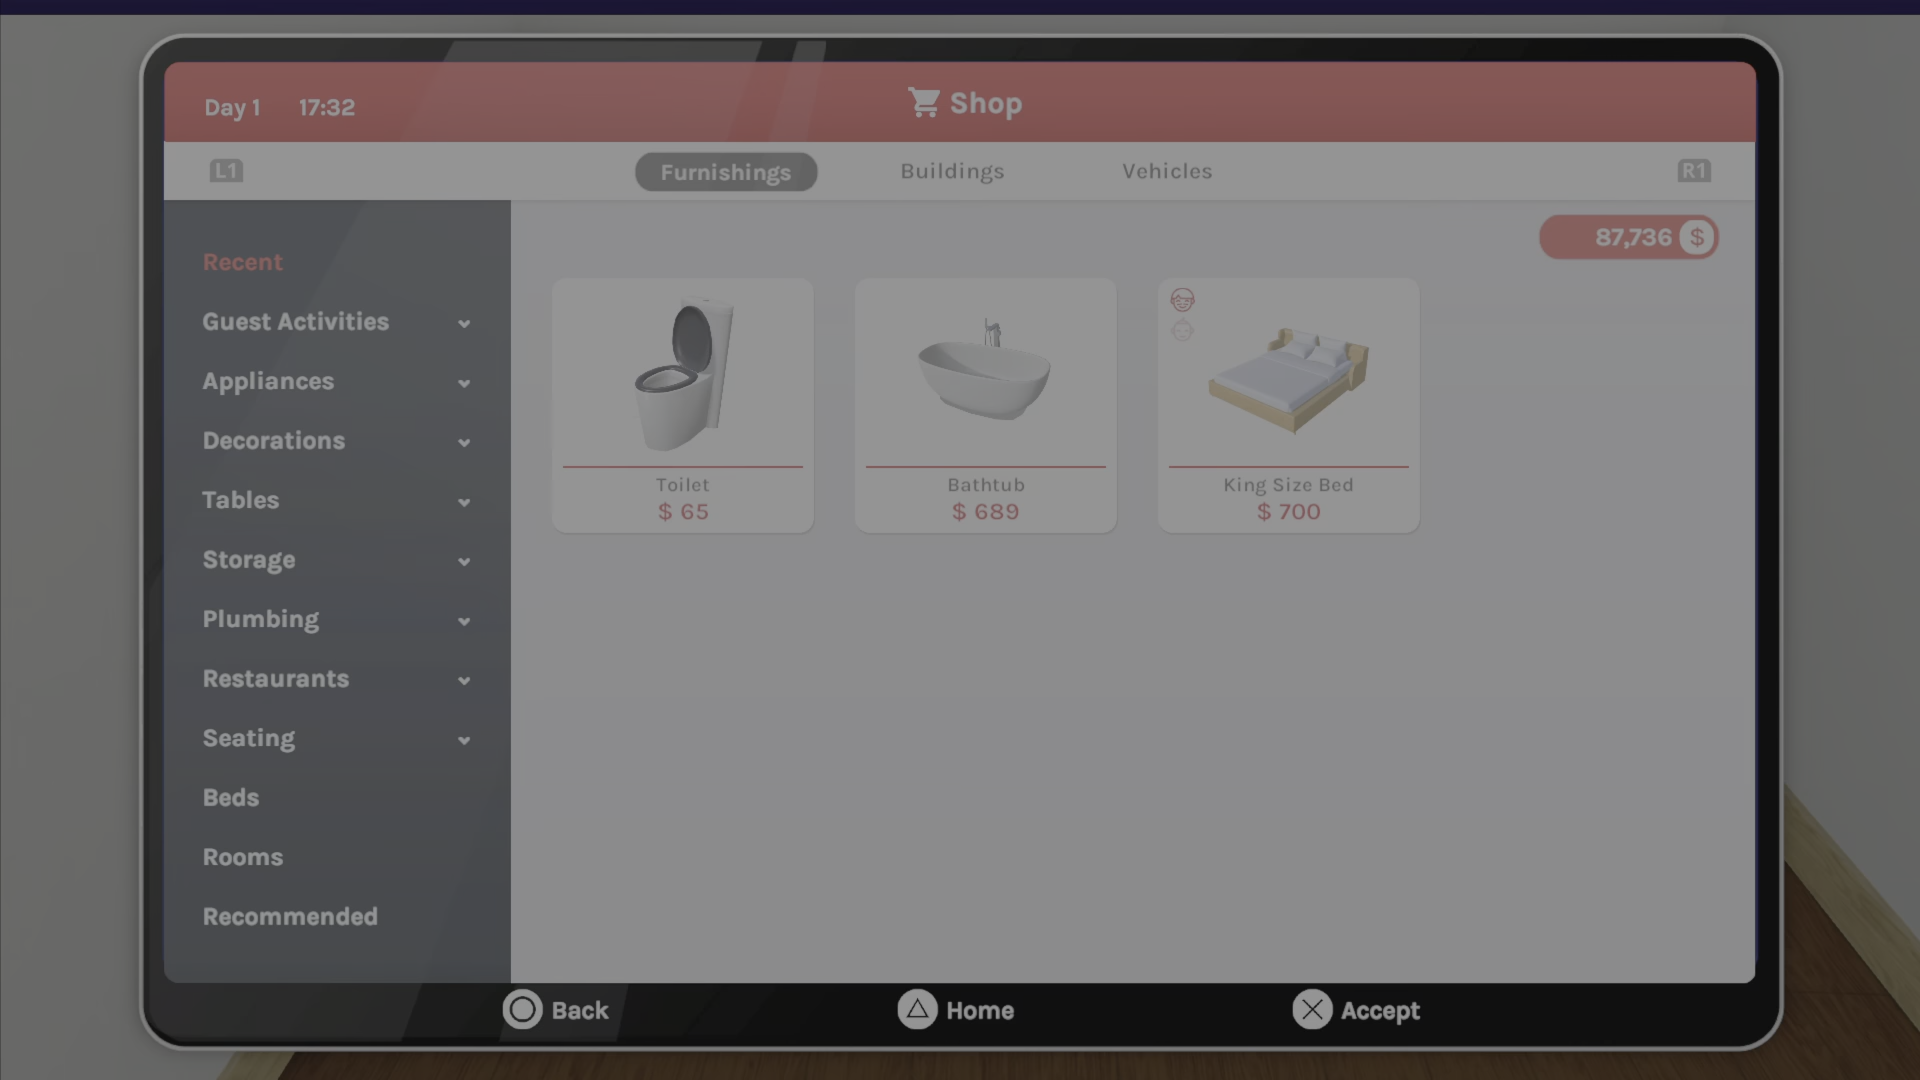 Day 1 17:32 Shop
L1 Furnishings Buildings Vehicles R1
87,736 $
Recent
Guest Activities
Appliances
Decorations
Tables
Storage
Plumbing
Restaurants
Seating
Beds
Rooms
Recommended
Toilet
$ 65
Bathtub
$ 689
King Size Bed
$ 700
Back Home Accept